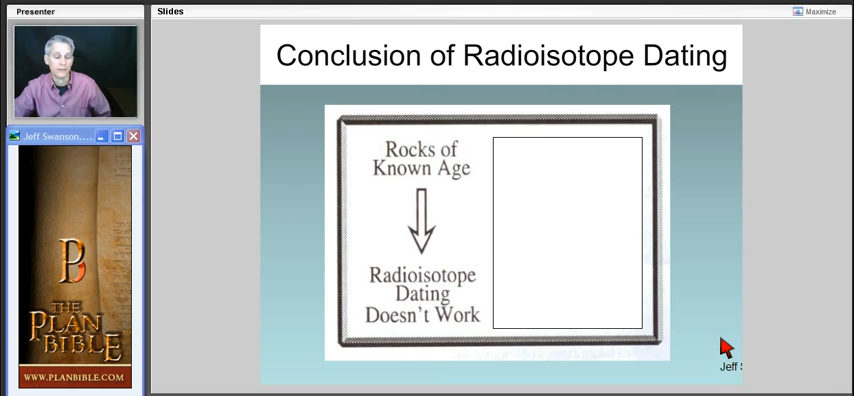 Presenter
Slides
Maximize
Jeff Swanson....
Conclusion of Radioisotope Dating
Rocks of
Known Age
Radioisotope
Dating
Doesn't Work
THE
PLAN
BIBLE
WWW.PLANBIBLE.COM
Jeff